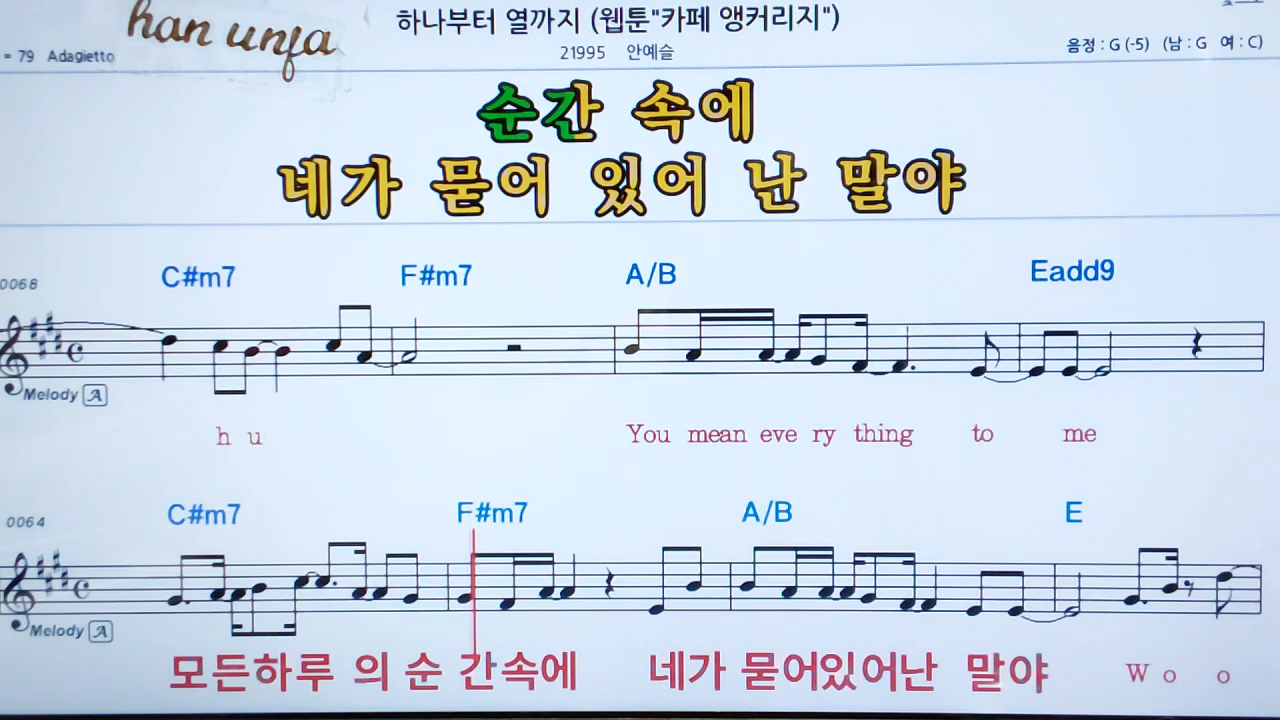 han unja
하나부터 열까지 (웹툰"카페 앵커리지")
= 79 Adagietto
21995 안예슬
음정 : G (-5) (남 : G 여 : C)
순간 속에
네가 묻어 있어 난 말야
0068
C#m7 F#m7 A/B Eadd9
Melody A
h u You mean eve ry thing to me
0064
C#m7 F#m7 A/B E
Melody A
모든하루 의 순 간속에 네가 묻어있어난 말야 W o o